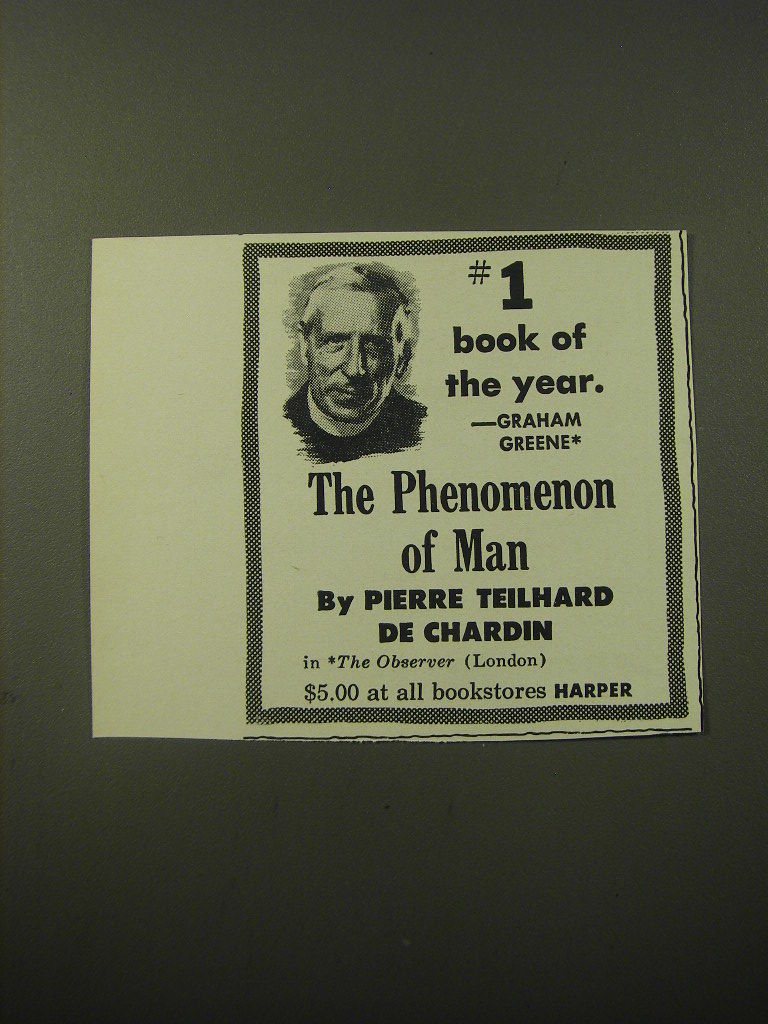 #1
book of
the year.
—GRAHAM
GREENE*
The Phenomenon
of Man
By PIERRE TEILHARD
DE CHARDIN
in *The Observer (London)
$5.00 at all bookstores HARPER